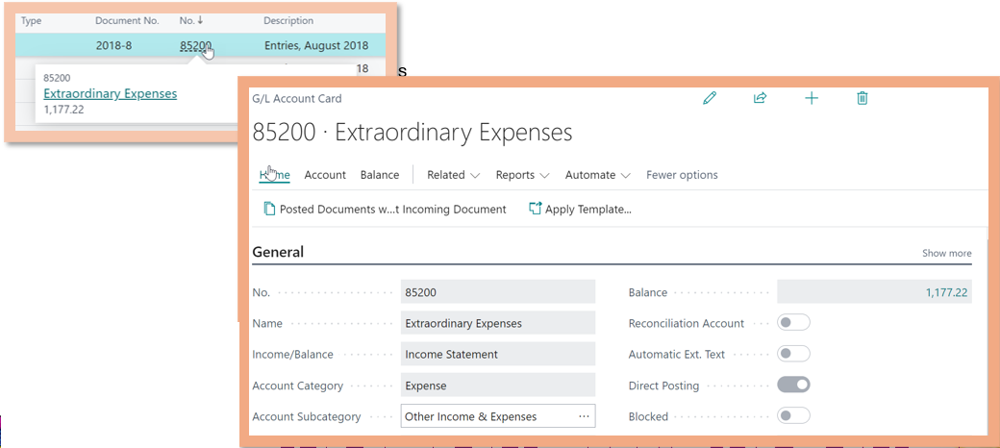 Type Document No. No.↓ Description
2018-8 85200 Entries, August 2018
18
s
85200
Extraordinary Expenses
1,177.22
G/L Account Card
85200 · Extraordinary Expenses
Home Account Balance Related Reports Automate Fewer options
Posted Documents w...t Incoming Document Apply Template...
General Show more
No. 85200 Balance 1,177.22
Name Extraordinary Expenses Reconciliation Account
Income/Balance Income Statement Automatic Ext. Text
Account Category Expense Direct Posting
Account Subcategory Other Income & Expenses ... Blocked